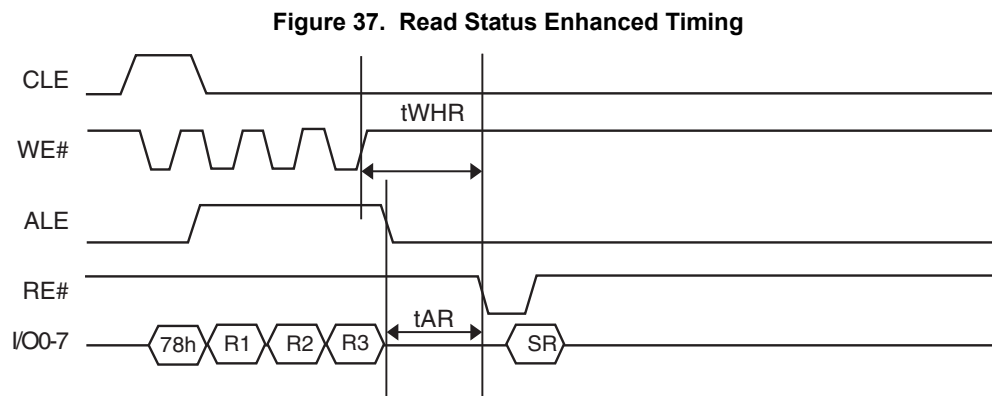 Figure 37. Read Status Enhanced Timing
CLE
tWHR
WE#
ALE
RE#
tAR
I/O0-7
78h
R1
R2
R3
SR